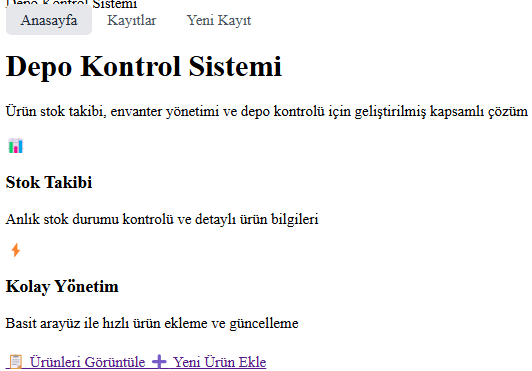 Depo Kontrol Sistemi
Anasayfa Kayıtlar Yeni Kayıt
Depo Kontrol Sistemi
Ürün stok takibi, envanter yönetimi ve depo kontrolü için geliştirilmiş kapsamlı çözüm
Stok Takibi
Anlık stok durumu kontrolü ve detaylı ürün bilgileri
Kolay Yönetim
Basit arayüz ile hızlı ürün ekleme ve güncelleme
Ürünleri Görüntüle Yeni Ürün Ekle